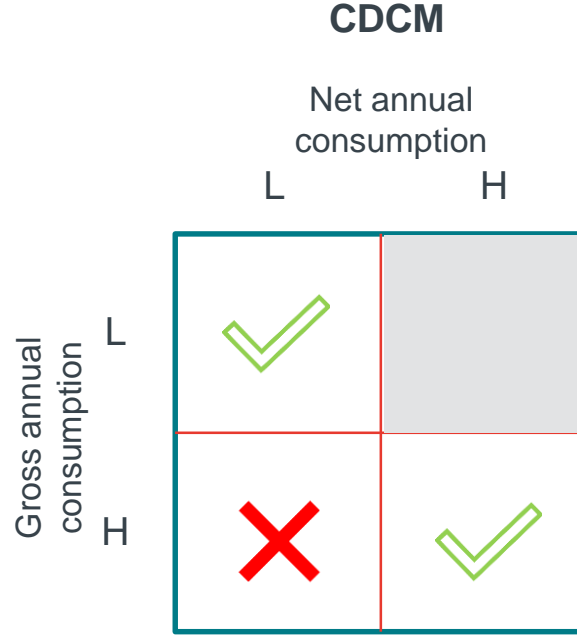 CDCM
Net annual
consumption
L H
Gross annual
consumption
L
H